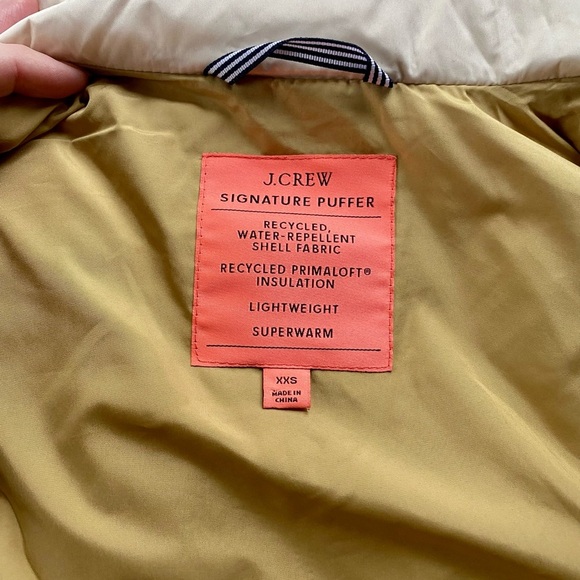 J.CREW
SIGNATURE PUFFER
RECYCLED,
WATER-REPELLENT
SHELL FABRIC
RECYCLED PRIMALOFT®
INSULATION
LIGHTWEIGHT
SUPERWARM
XXS
MADE IN
CHINA